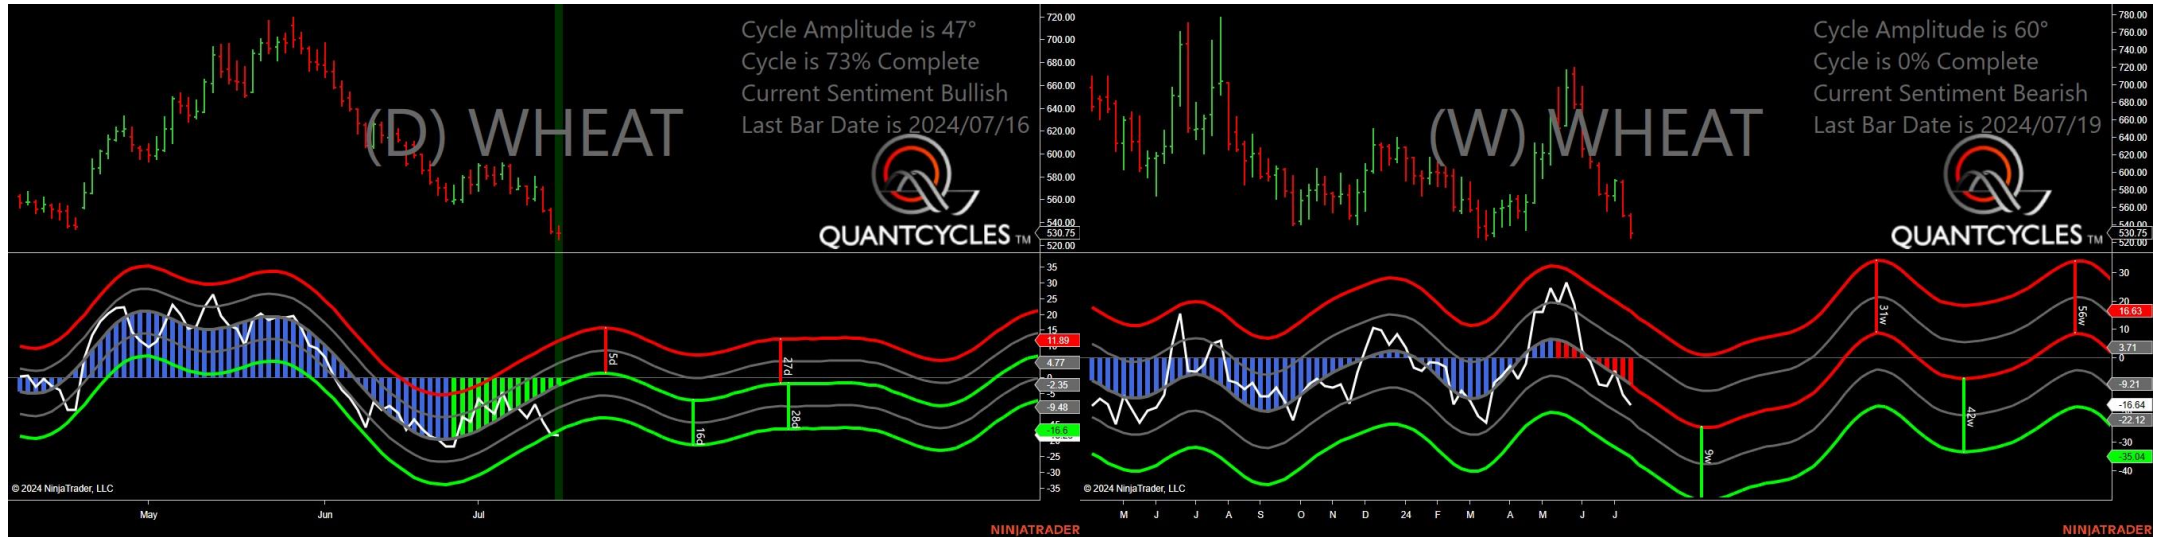 Cycle Amplitude is 47°
Cycle is 73% Complete
Current Sentiment Bullish
Last Bar Date is 2024/07/16
(D) WHEAT
QUANTCYCLES TM
720.00
700.00
680.00
660.00
640.00
620.00
600.00
580.00
560.00
540.00
530.75
520.00
35
30
25
20
15
11.89
4.77
-2.35
-5
-9.48
-16.6
-25
-30
-35
5d
16d
27d
28d
© 2024 NinjaTrader, LLC
May Jun Jul
NINJATRADER
Cycle Amplitude is 60°
Cycle is 0% Complete
Current Sentiment Bearish
Last Bar Date is 2024/07/19
(W) WHEAT
QUANTCYCLES TM
780.00
760.00
740.00
720.00
700.00
680.00
660.00
640.00
620.00
600.00
580.00
560.00
540.00
530.75
520.00
30
20
16.63
10
3.71
0
-9.21
-16.64
-22.12
-30
-35.04
-40
9w
31w
42w
56w
© 2024 NinjaTrader, LLC
M J J A S O N D 24 F M A M J J
NINJATRADER